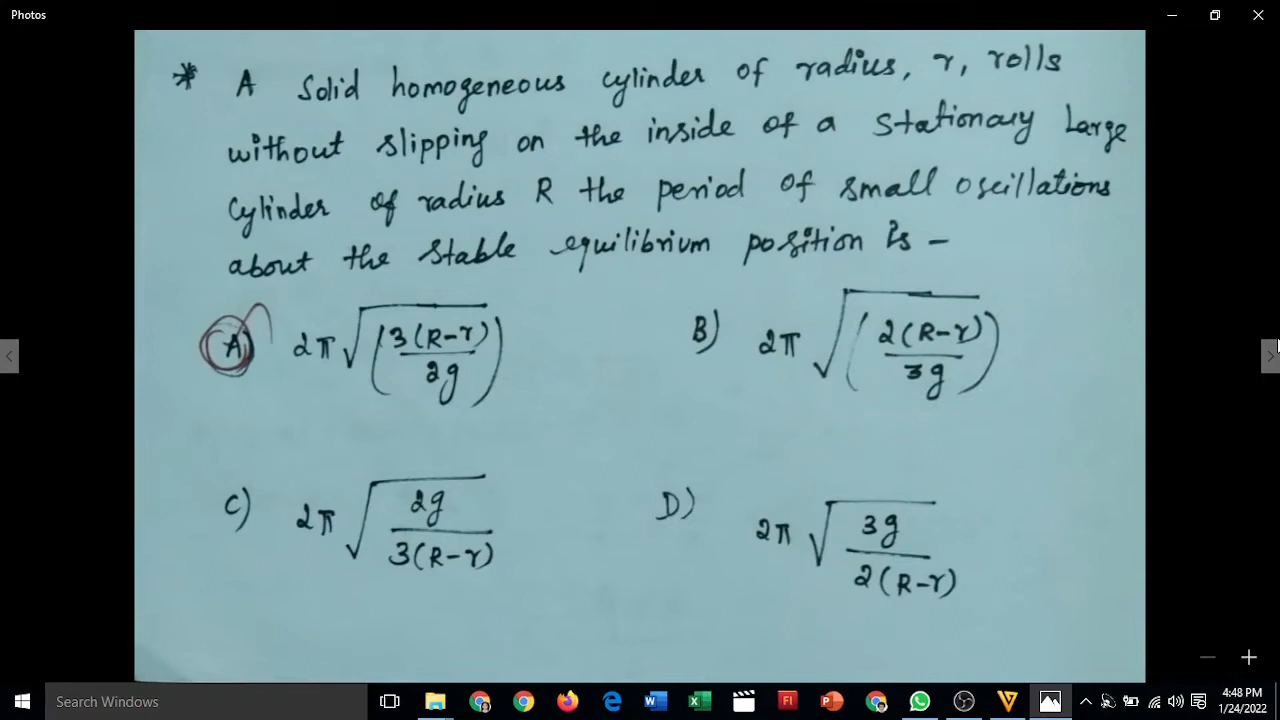 Photos
* A Solid homogeneous cylinder of radius, r, rolls
without slipping on the inside of a stationary Large
Cylinder of radius R the period of small oscillations
about the stable equilibrium position is -
A) 2π √(3(R-r)/2g)
B) 2π √(2(R-r)/3g)
C) 2π √(2g/3(R-r))
D) 2π √(3g/2(R-r))
Search Windows
4:48 PM
1/24/2022